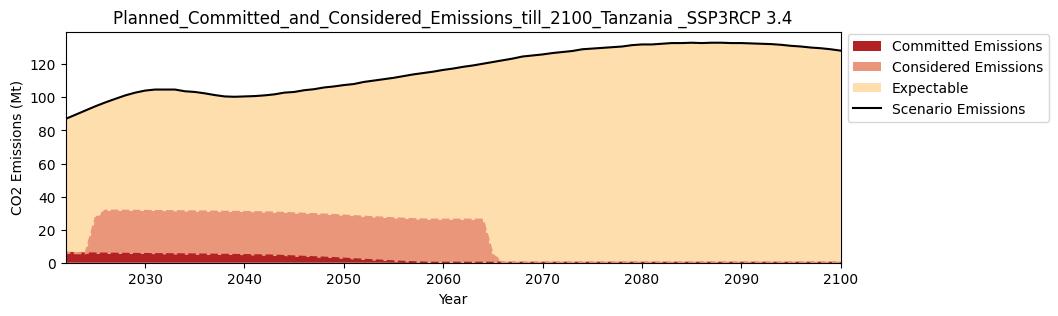 Planned_Committed_and_Considered_Emissions_till_2100_Tanzania _SSP3RCP 3.4
Committed Emissions
Considered Emissions
Expectable
Scenario Emissions
CO2 Emissions (Mt)
120
100
80
60
40
20
0
2030
2040
2050
2060
2070
2080
2090
2100
Year